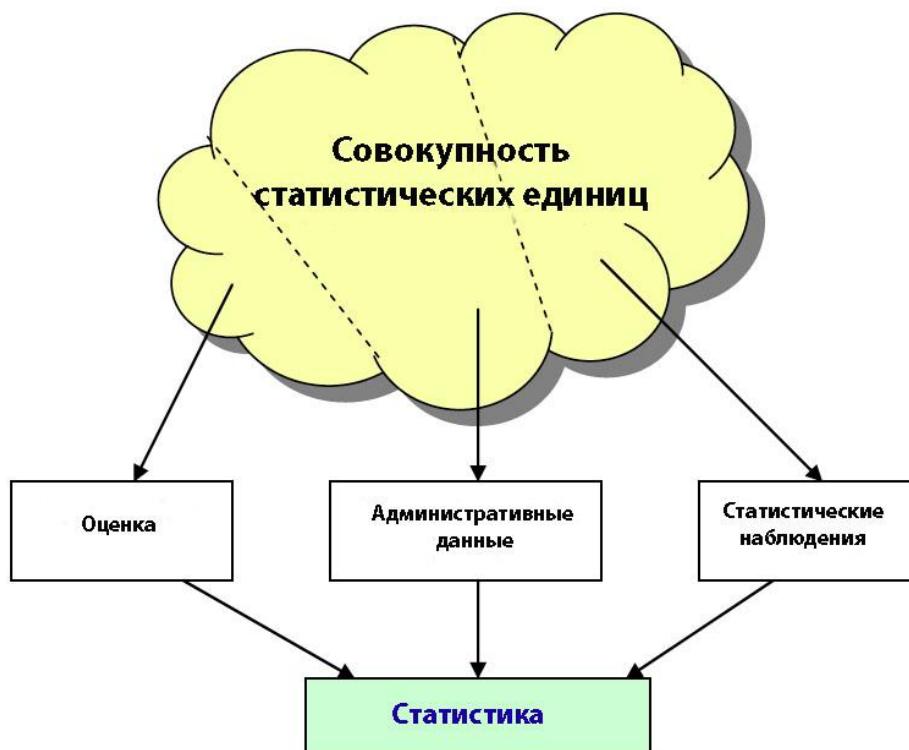 Совокупность
статистических единиц
Оценка
Административные
данные
Статистические
наблюдения
Статистика